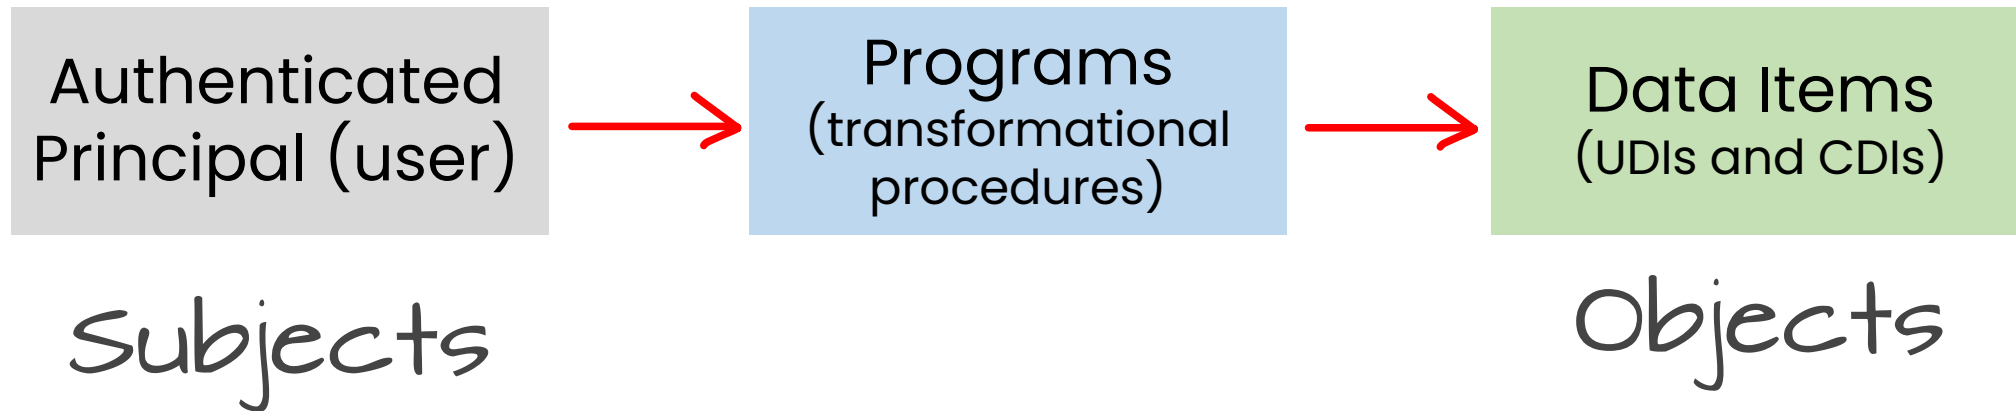 Authenticated
Principal (user)
Programs
(transformational
procedures)
Data Items
(UDIs and CDIs)
Subjects
Objects